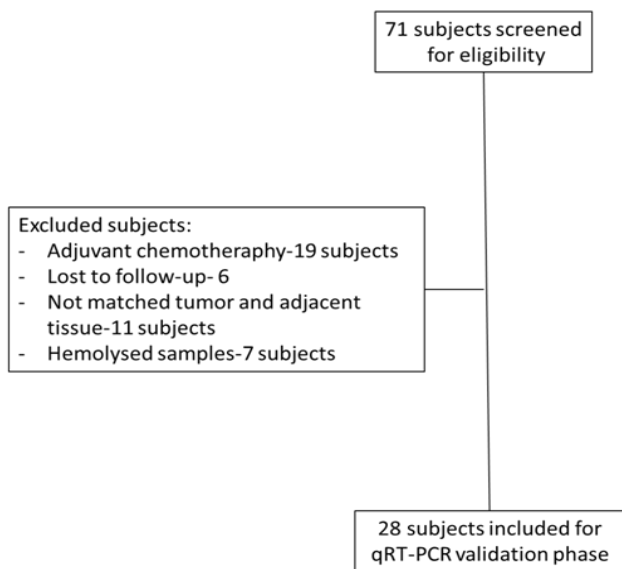 71 subjects screened
for eligibility
Excluded subjects:
- Adjuvant chemotheraphy-19 subjects
- Lost to follow-up- 6
- Not matched tumor and adjacent
tissue-11 subjects
- Hemolysed samples-7 subjects
28 subjects included for
qRT-PCR validation phase